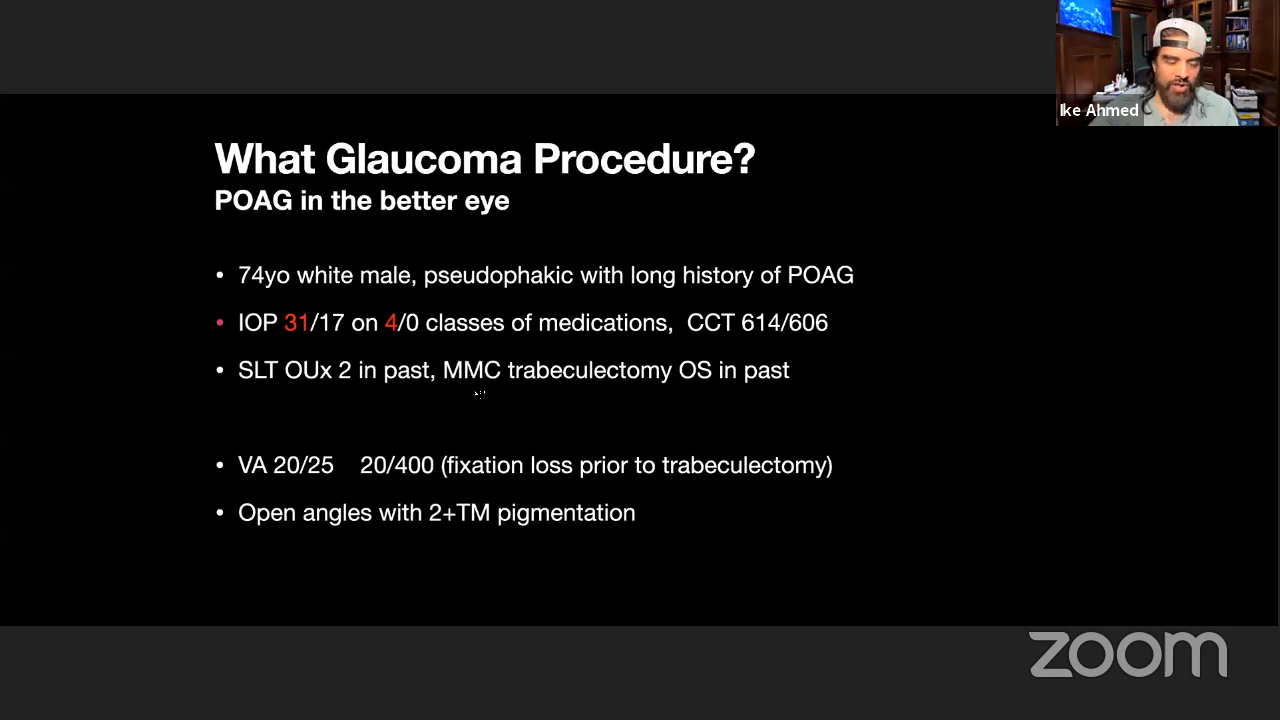 Ike Ahmed
What Glaucoma Procedure?
POAG in the better eye
• 74yo white male, pseudophakic with long history of POAG
• IOP 31/17 on 4/0 classes of medications, CCT 614/606
• SLT OUx 2 in past, MMC trabeculectomy OS in past
• VA 20/25 20/400 (fixation loss prior to trabeculectomy)
• Open angles with 2+TM pigmentation
zoom